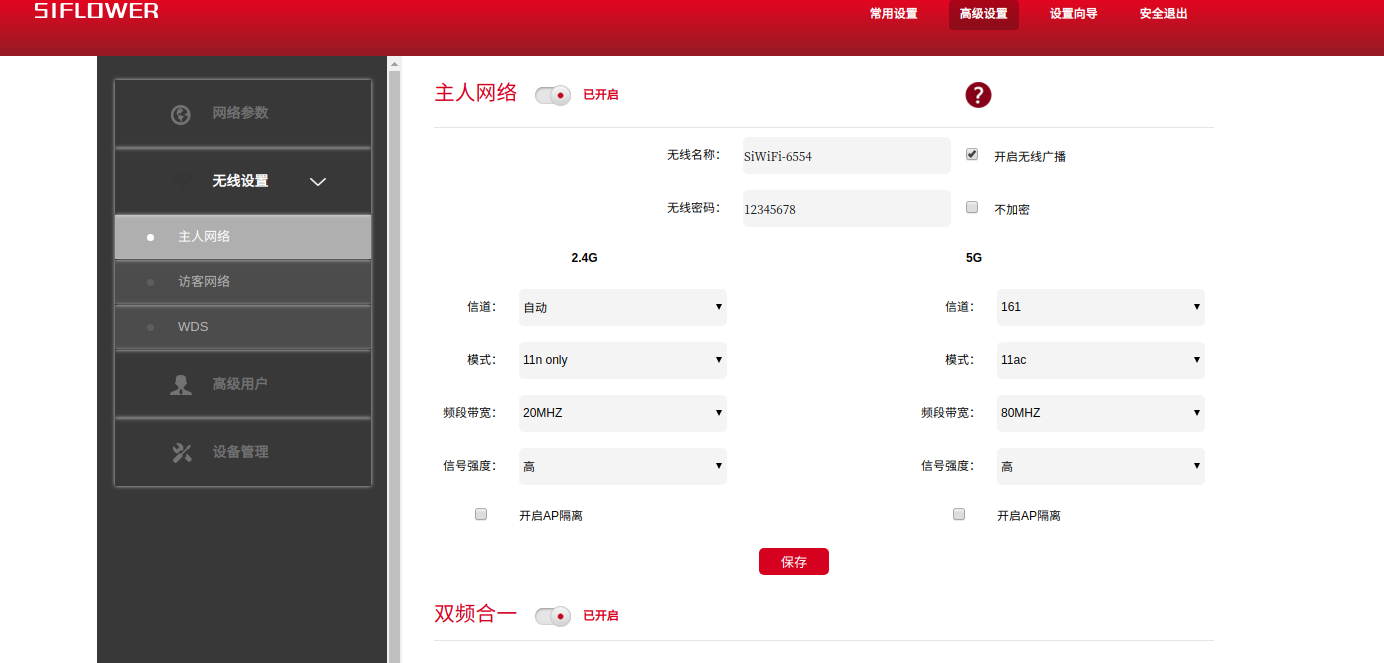 SIFLOWER
常用设置 高级设置 设置向导 安全退出
网络参数
无线设置
主人网络
访客网络
WDS
高级用户
设备管理
主人网络 已开启 ?
无线名称： SiWiFi-6554 开启无线广播
无线密码： 12345678 不加密
2.4G 5G
信道： 自动 信道： 161
模式： 11n only 模式： 11ac
频段带宽： 20MHZ 频段带宽： 80MHZ
信号强度： 高 信号强度： 高
开启AP隔离 开启AP隔离
保存
双频合一 已开启